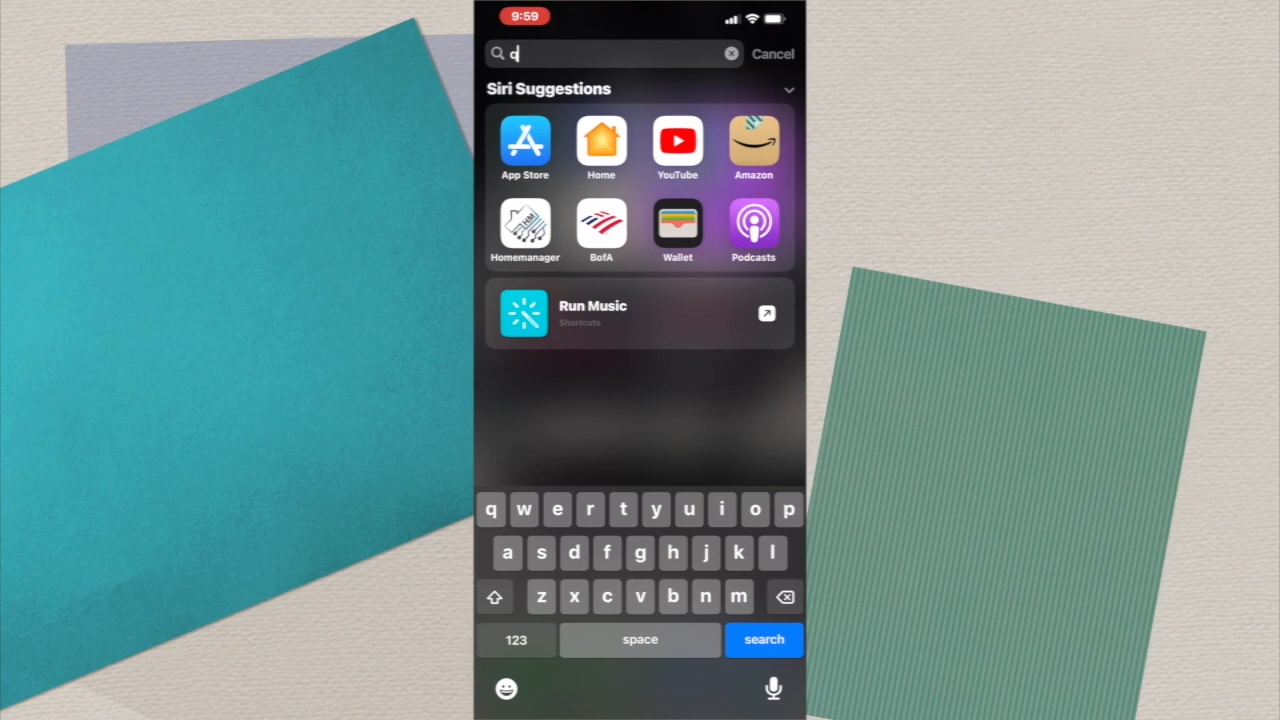 9:59
q
Cancel
Siri Suggestions
App Store
Home
YouTube
Amazon
HM
Homemanager
BofA
Wallet
Podcasts
Run Music
Shortcuts
q w e r t y u i o p
a s d f g h j k l
z x c v b n m
123
space
search